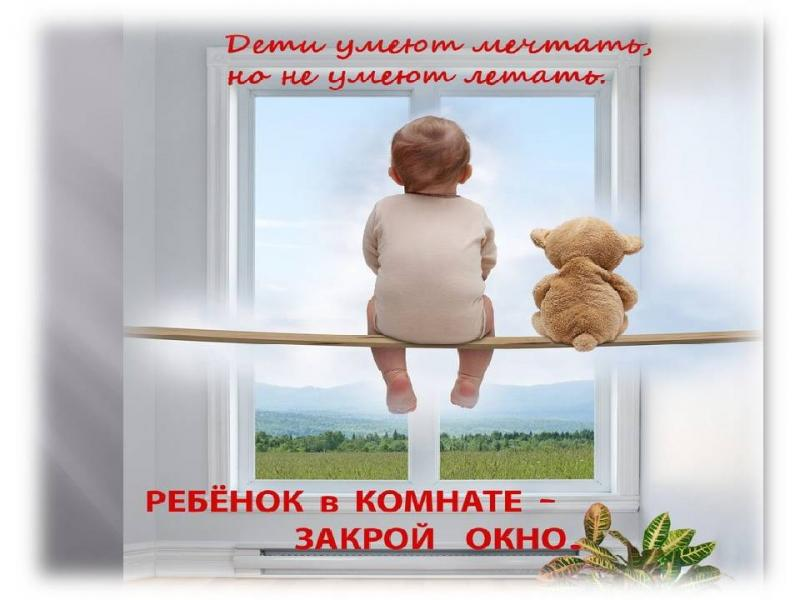 Дети умеют мечтать,
но не умеют летать.
РЕБЁНОК в КОМНАТЕ –
ЗАКРОЙ ОКНО.